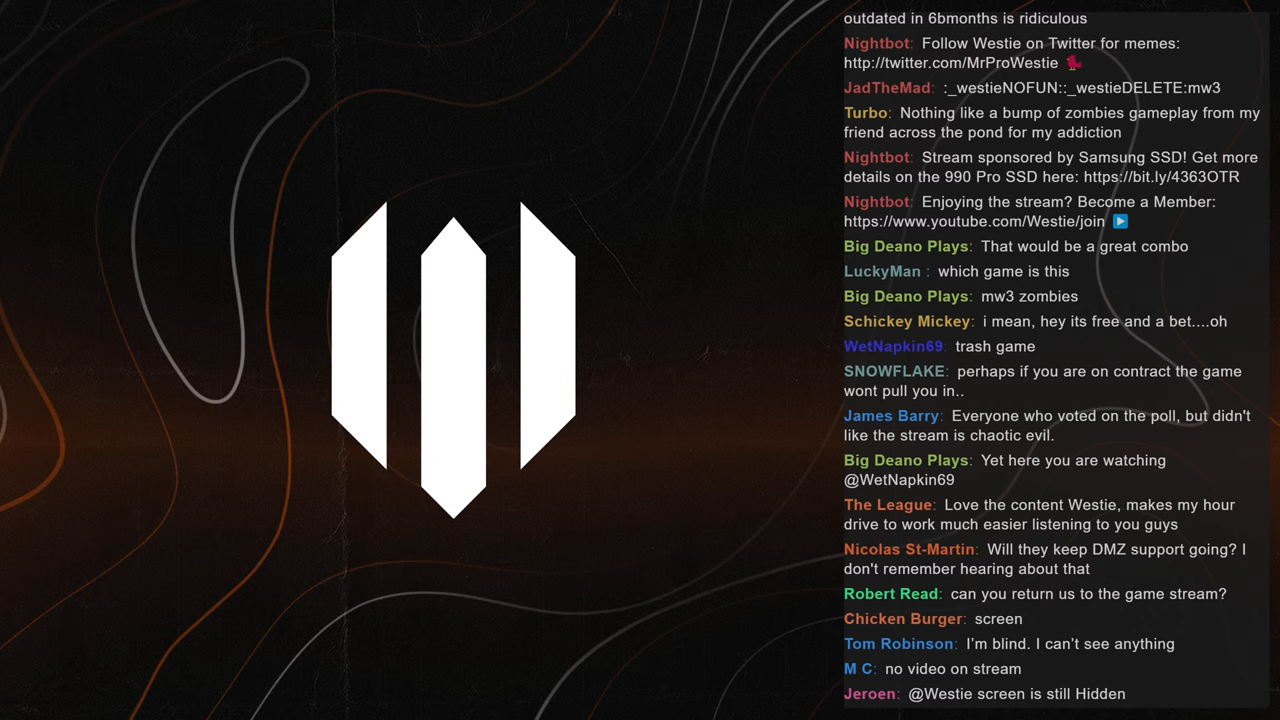 outdated in 6bmonths is ridiculous
Nightbot: Follow Westie on Twitter for memes:
http://twitter.com/MrProWestie
JadTheMad: :_westieNOFUN::_westieDELETE:mw3
Turbo: Nothing like a bump of zombies gameplay from my
friend across the pond for my addiction
Nightbot: Stream sponsored by Samsung SSD! Get more
details on the 990 Pro SSD here: https://bit.ly/4363OTR
Nightbot: Enjoying the stream? Become a Member:
https://www.youtube.com/Westie/join
Big Deano Plays: That would be a great combo
LuckyMan : which game is this
Big Deano Plays: mw3 zombies
Schickey Mickey: i mean, hey its free and a bet....oh
WetNapkin69: trash game
SNOWFLAKE: perhaps if you are on contract the game
wont pull you in..
James Barry: Everyone who voted on the poll, but didn't
like the stream is chaotic evil.
Big Deano Plays: Yet here you are watching
@WetNapkin69
The League: Love the content Westie, makes my hour
drive to work much easier listening to you guys
Nicolas St-Martin: Will they keep DMZ support going? I
don't remember hearing about that
Robert Read: can you return us to the game stream?
Chicken Burger: screen
Tom Robinson: I’m blind. I can’t see anything
M C: no video on stream
Jeroen: @Westie screen is still Hidden